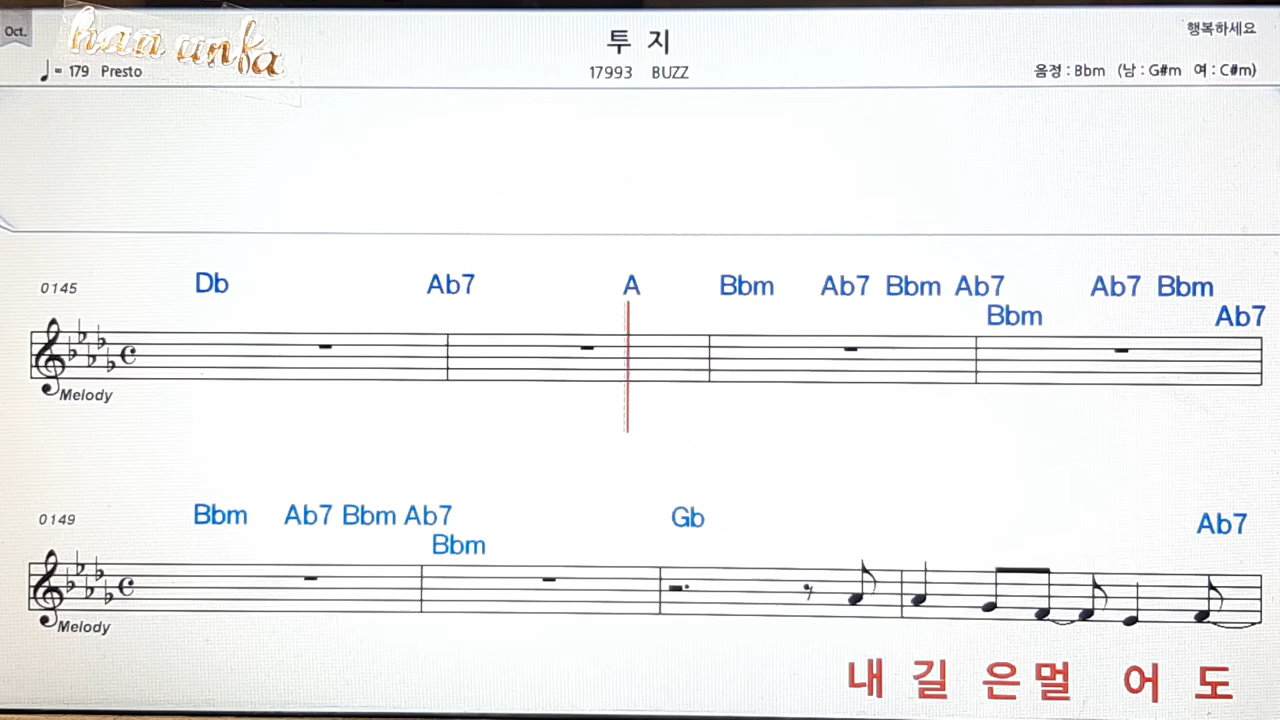 Oct.
han unfa
투 지
행복하세요
♩= 179 Presto
17993 BUZZ
음정 : Bbm (남 : G#m 여 : C#m)
0145
Db Ab7 A Bbm Ab7 Bbm Ab7 Ab7 Bbm
Bbm Ab7
Melody
0149
Bbm Ab7 Bbm Ab7 Gb Ab7
Bbm
Melody
내 길 은 멀 어 도